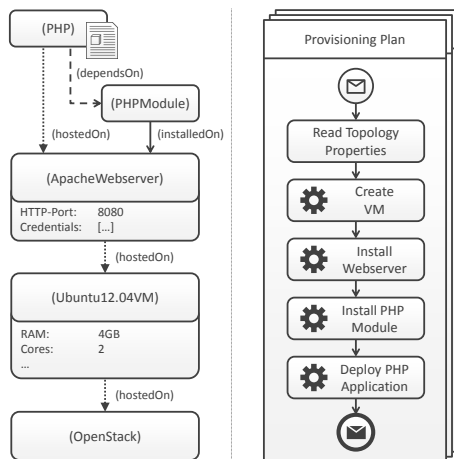 (PHP)
(dependsOn)
(PHPModule)
(hostedOn)
(installedOn)
(ApacheWebserver)
HTTP-Port: 8080
Credentials: [...]
(hostedOn)
(Ubuntu12.04VM)
RAM: 4GB
Cores: 2
...
(hostedOn)
(OpenStack)
Provisioning Plan
Read Topology
Properties
Create
VM
Install
Webserver
Install PHP
Module
Deploy PHP
Application